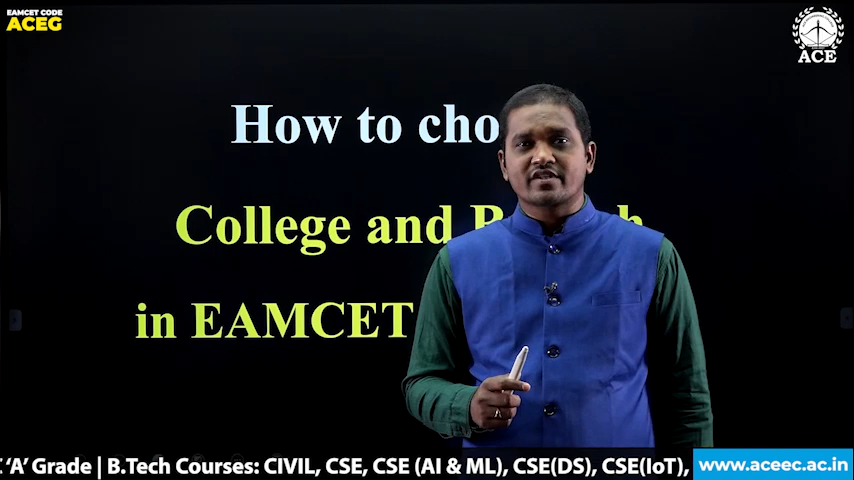 EAMCET CODE
ACEG
ACE
How to
College and
in EAMCET
‘A’ Grade | B.Tech Courses: CIVIL, CSE, CSE (AI & ML), CSE(DS), CSE(IoT),
www.aceec.ac.in